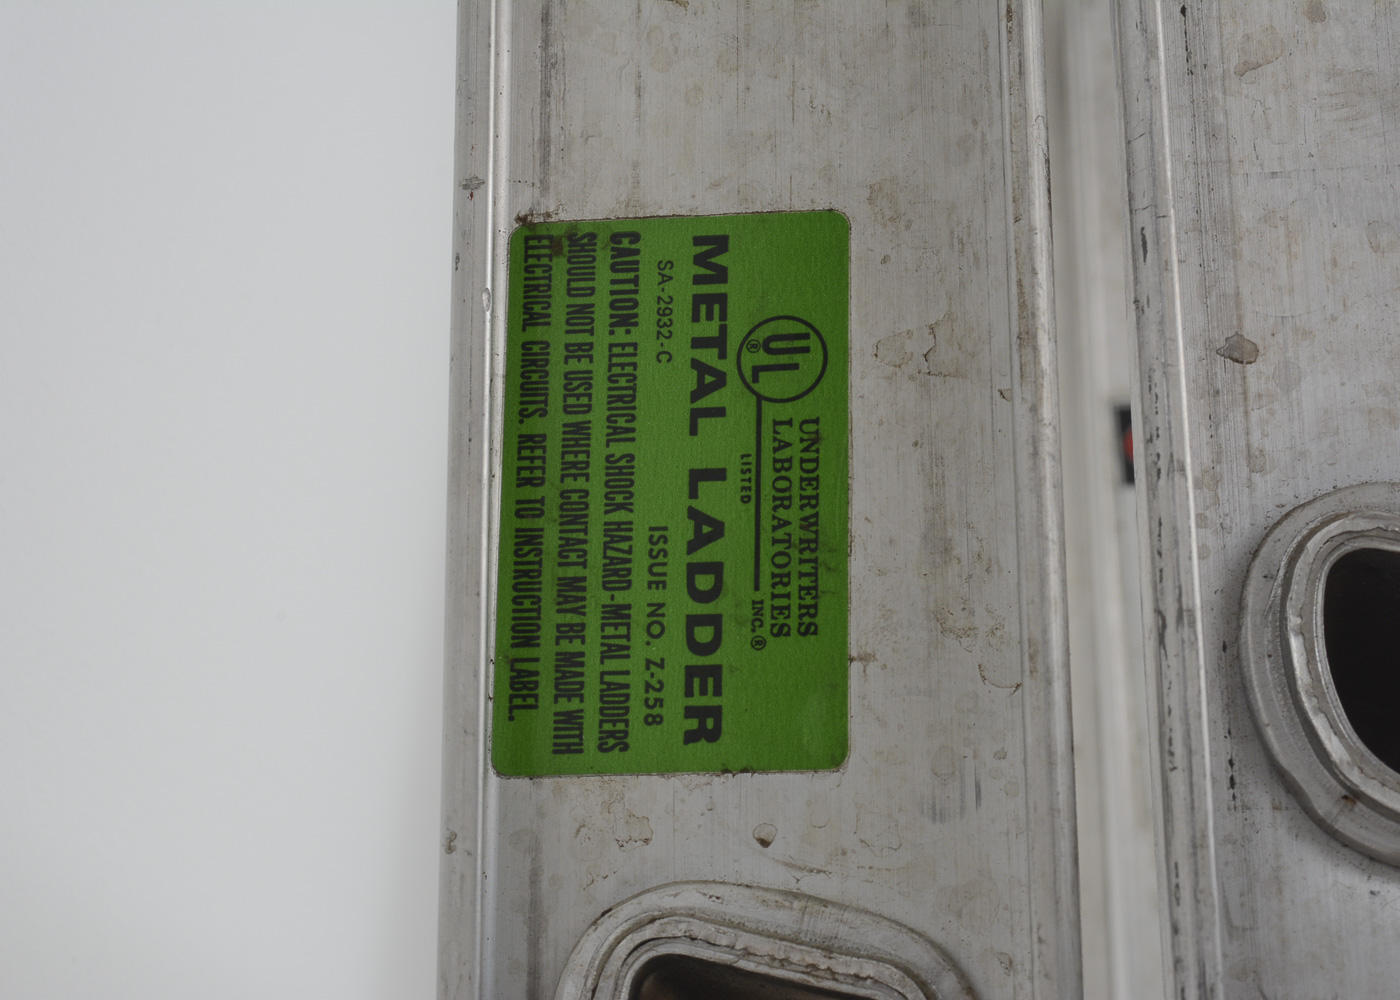 UL®
UNDERWRITERS
LABORATORIES
INC.®
LISTED
METAL LADDER
SA-2932-C ISSUE NO. Z-258
CAUTION: ELECTRICAL SHOCK HAZARD-METAL LADDERS
SHOULD NOT BE USED WHERE CONTACT MAY BE MADE WITH
ELECTRICAL CIRCUITS. REFER TO INSTRUCTION LABEL.